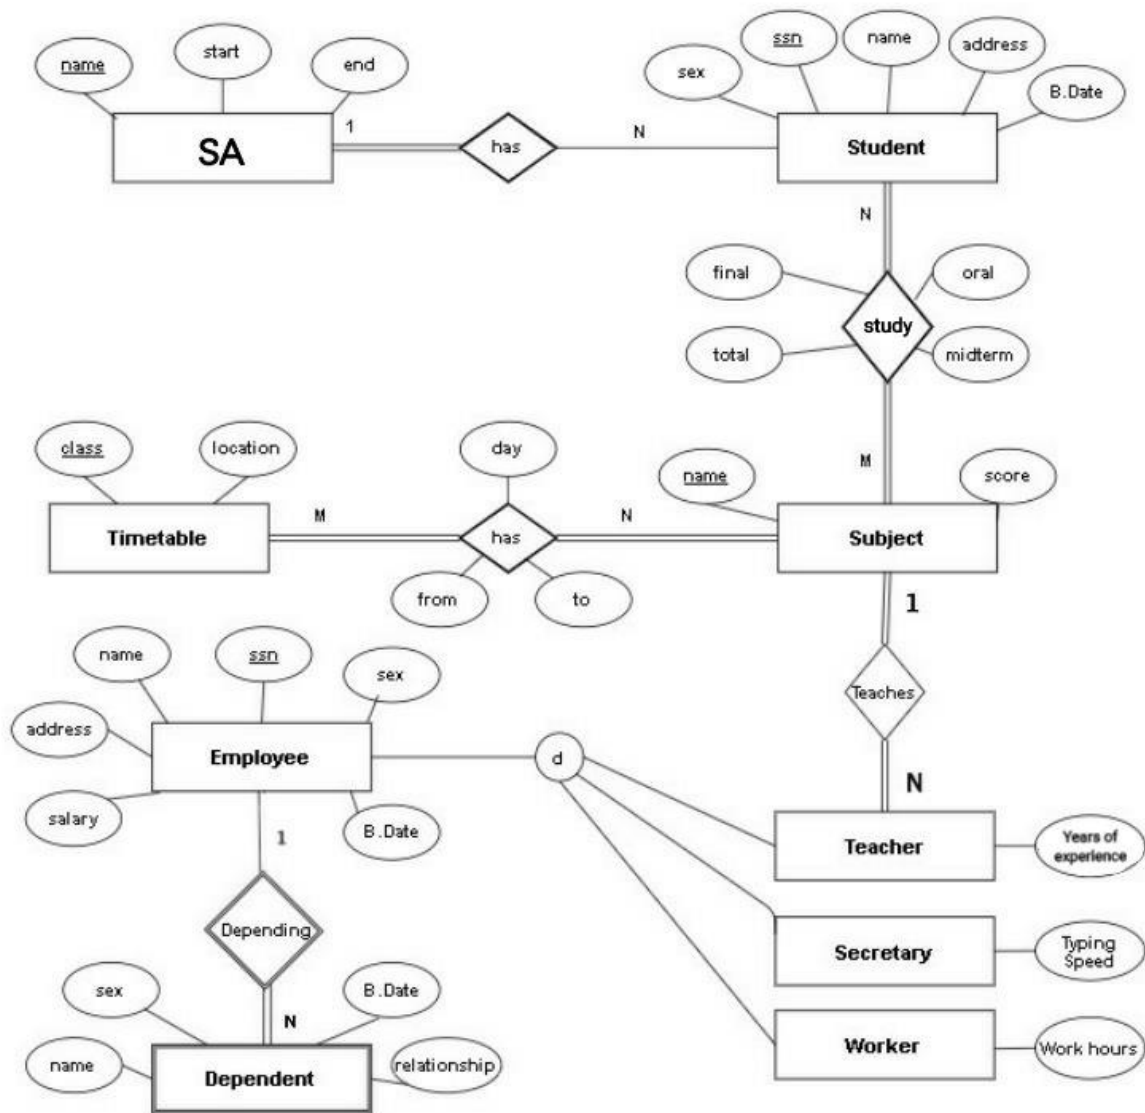 name
start
end
SA
1
has
N
sex
ssn
name
address
B.Date
Student
N
final
oral
study
total
midterm
M
class
location
Timetable
M
day
has
from
to
N
name
score
Subject
1
Teaches
N
name
ssn
sex
address
Employee
salary
B.Date
d
Teacher
Years of
experience
Secretary
Typing
Speed
Worker
Work hours
1
Depending
N
sex
B.Date
name
Dependent
relationship